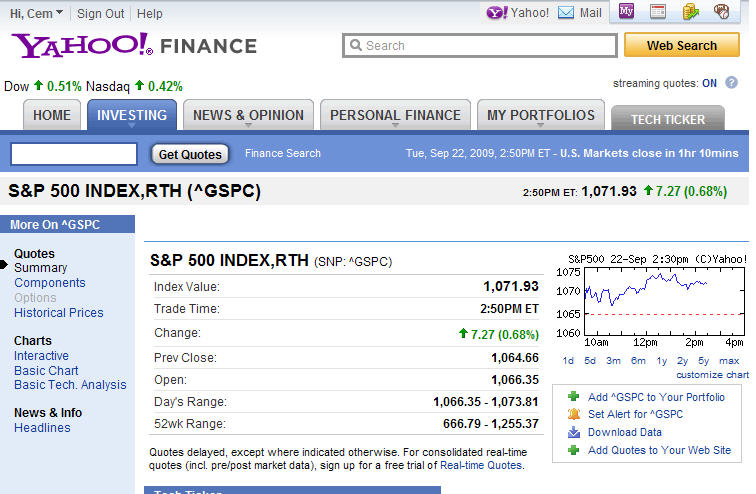 Hi, Cem Sign Out Help Yahoo! Mail My
YAHOO!® FINANCE Search Web Search
Dow 0.51% Nasdaq 0.42% streaming quotes: ON ?
HOME INVESTING NEWS & OPINION PERSONAL FINANCE MY PORTFOLIOS TECH TICKER
Get Quotes Finance Search Tue, Sep 22, 2009, 2:50PM ET - U.S. Markets close in 1hr 10mins
S&P 500 INDEX,RTH (^GSPC) 2:50PM ET: 1,071.93 7.27 (0.68%)
More On ^GSPC
Quotes
Summary
Components
Options
Historical Prices
Charts
Interactive
Basic Chart
Basic Tech. Analysis
News & Info
Headlines
S&P 500 INDEX,RTH (SNP: ^GSPC)
Index Value: 1,071.93
Trade Time: 2:50PM ET
Change: 7.27 (0.68%)
Prev Close: 1,064.66
Open: 1,066.35
Day's Range: 1,066.35 - 1,073.81
52wk Range: 666.79 - 1,255.37
Quotes delayed, except where indicated otherwise. For consolidated real-time
quotes (incl. pre/post market data), sign up for a free trial of Real-time Quotes.
S&P500 22-Sep 2:30pm (C)Yahoo!
1075
1070
1065
1060
10am 12pm 2pm 4pm
1d 5d 3m 6m 1y 2y 5y max
customize chart
Add ^GSPC to Your Portfolio
Set Alert for ^GSPC
Download Data
Add Quotes to Your Web Site
Tech Ticker